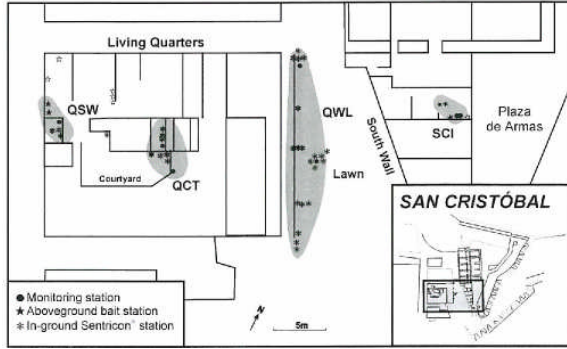 Living Quarters
QSW
QWL
Plaza
de Armas
SCI
South Wall
Courtyard
QCT
Lawn
SAN CRISTÓBAL
● Monitoring station
★ Aboveground bait station
✳ In-ground Sentricon® station
N
5m